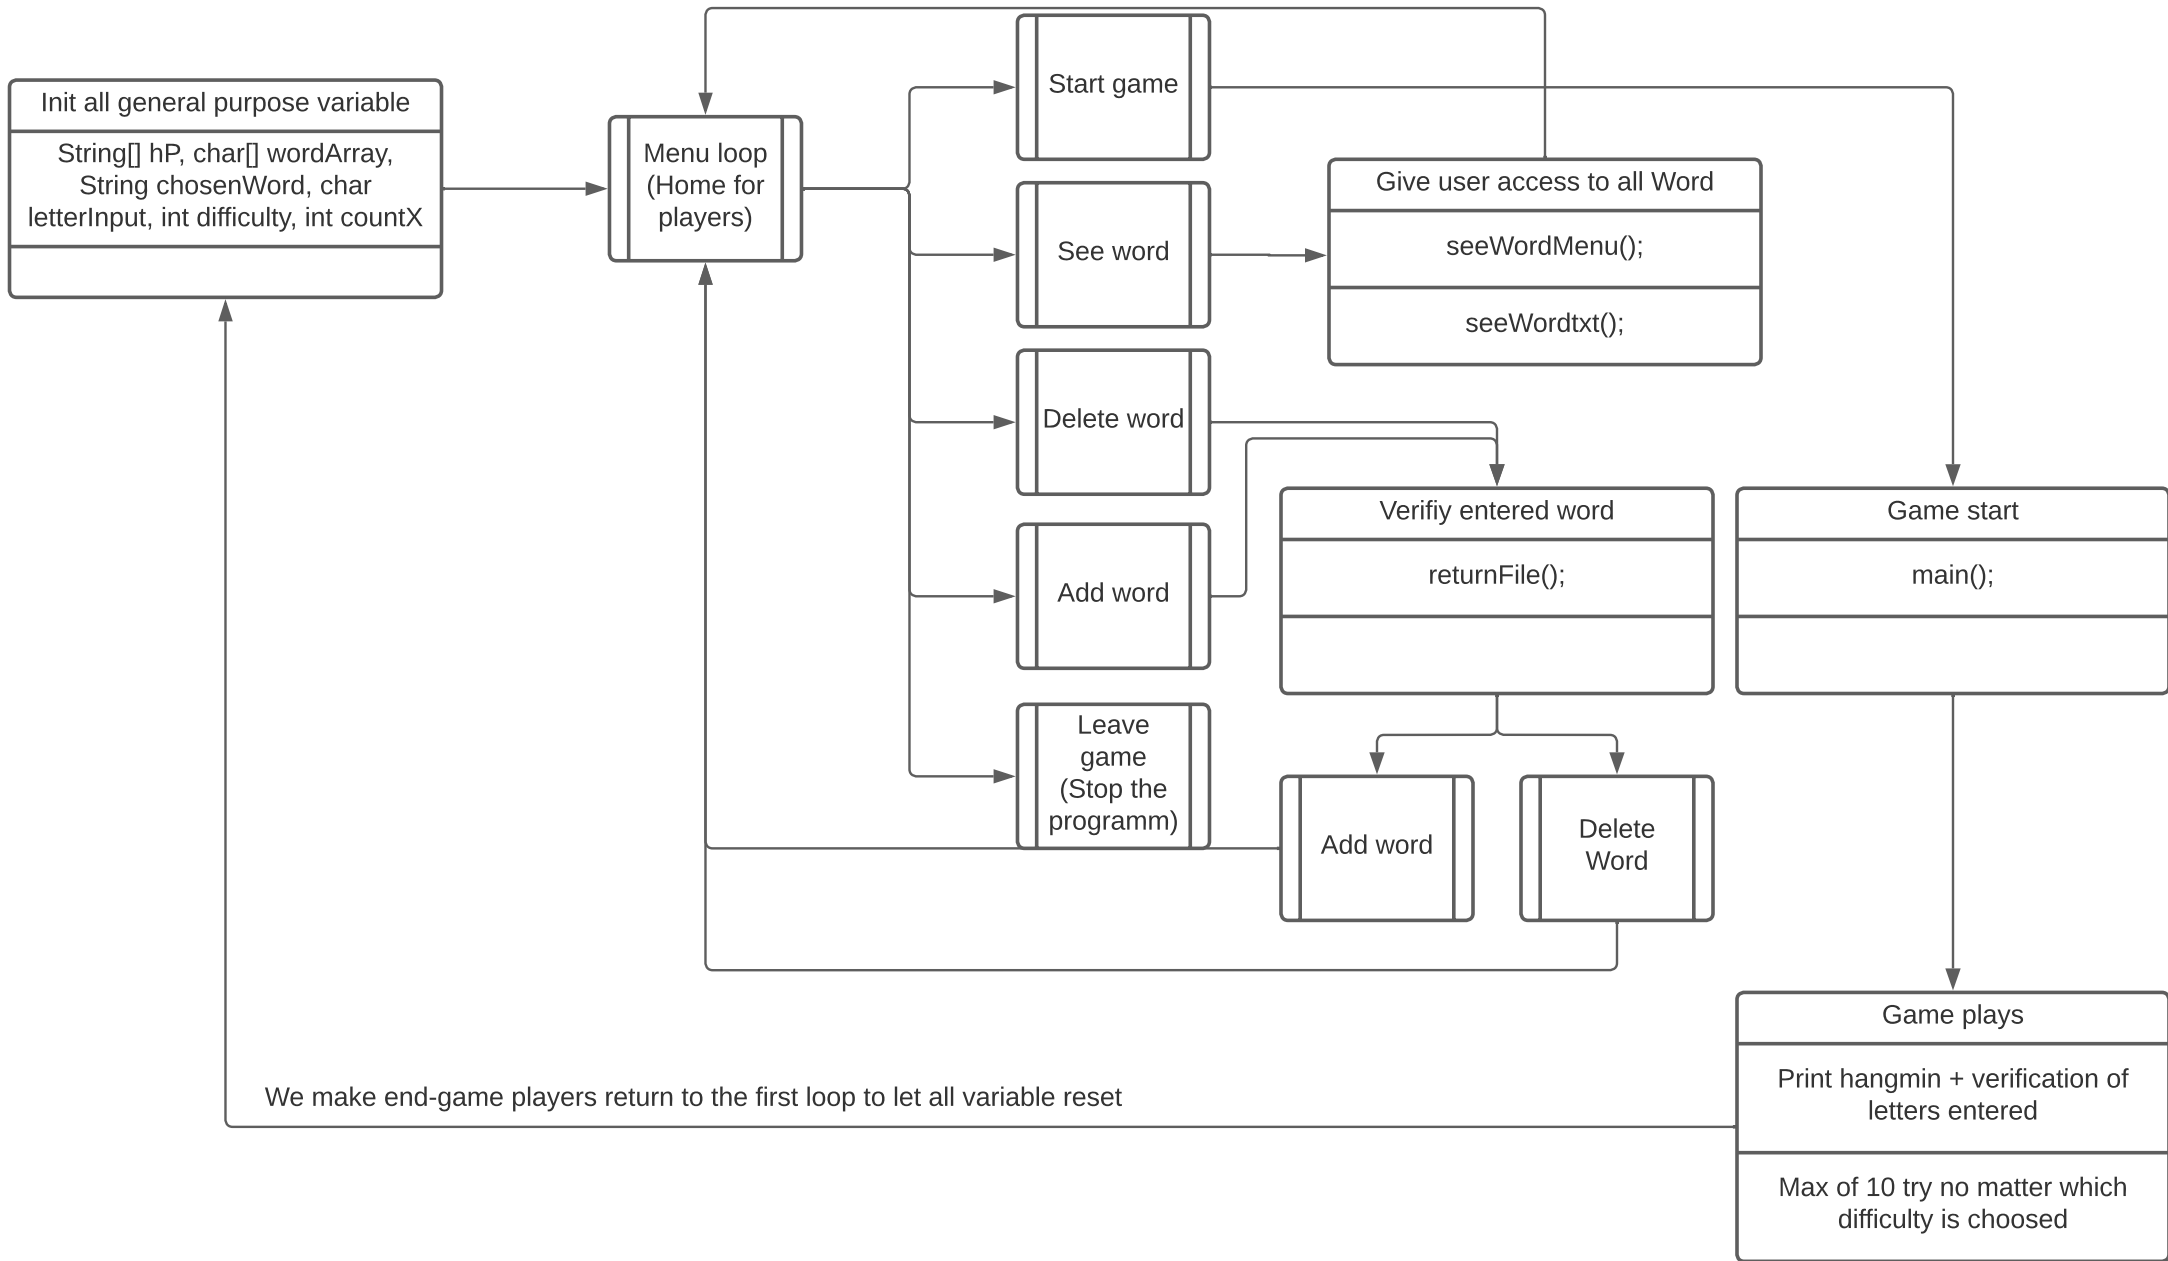 Init all general purpose variable
String[] hP, char[] wordArray,
String chosenWord, char
letterInput, int difficulty, int countX
Menu loop
(Home for
players)
Start game
See word
Delete word
Add word
Leave
game
(Stop the
programm)
Give user access to all Word
seeWordMenu();
seeWordtxt();
Verifiy entered word
returnFile();
Game start
main();
Add word
Delete
Word
Game plays
Print hangmin + verification of
letters entered
Max of 10 try no matter which
difficulty is choosed
We make end-game players return to the first loop to let all variable reset